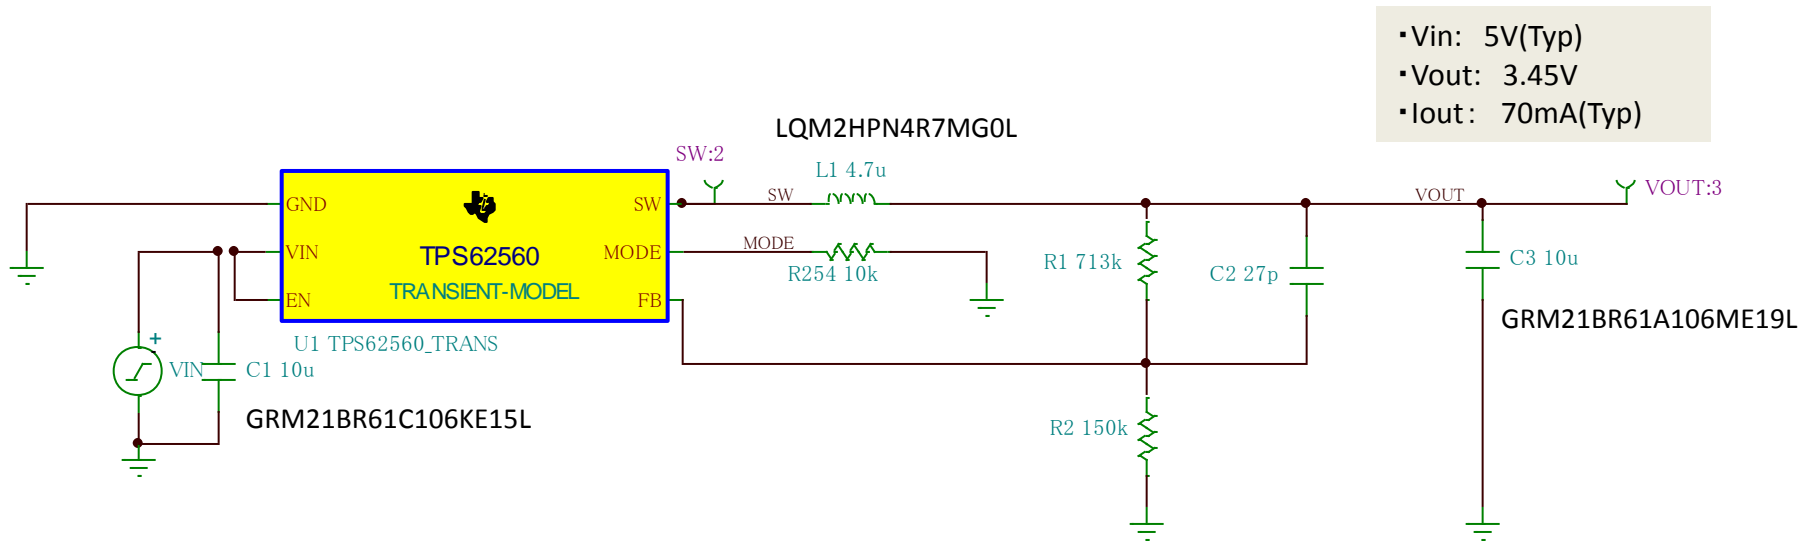 ・Vin: 5V(Typ)
・Vout: 3.45V
・Iout: 70mA(Typ)
LQM2HPN4R7MG0L
SW:2
L1 4.7u
SW
VOUT
VOUT:3
GND
SW
VIN
TPS62560
MODE
MODE
R254 10k
R1 713k
C2 27p
C3 10u
EN
TRANSIENT-MODEL
FB
GRM21BR61A106ME19L
U1 TPS62560_TRANS
+
VIN
C1 10u
GRM21BR61C106KE15L
R2 150k